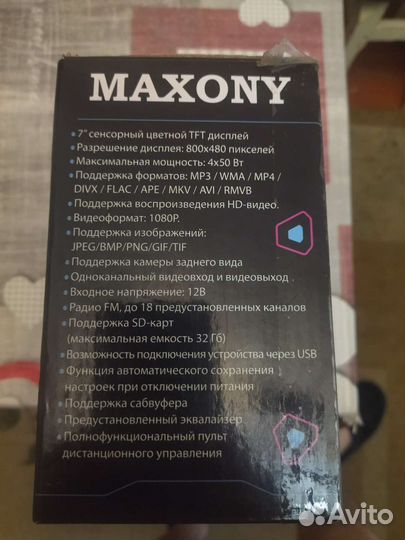 MAXONY
• 7" сенсорный цветной TFT дисплей
• Разрешение дисплея: 800x480 пикселей
• Максимальная мощность: 4x50 Вт
• Поддержка форматов: MP3 / WMA / MP4 /
DIVX / FLAC / APE / MKV / AVI / RMVB
• Поддержка воспроизведения HD-видео.
• Видеоформат: 1080P.
• Поддержка изображений:
JPEG/BMP/PNG/GIF/TIF
• Поддержка камеры заднего вида
• Одноканальный видеовход и видеовыход .
• Входное напряжение: 12В
• Радио FM, до 18 предустановленных каналов
• Поддержка SD-карт
(максимальная емкость 32 Гб)
• Возможность подключения устройства через USB
• Функция автоматического сохранения
настроек при отключении питания
• Поддержка сабвуфера
• Предустановленный эквалайзер
• Полнофункциональный пульт
дистанционного управления
Avito